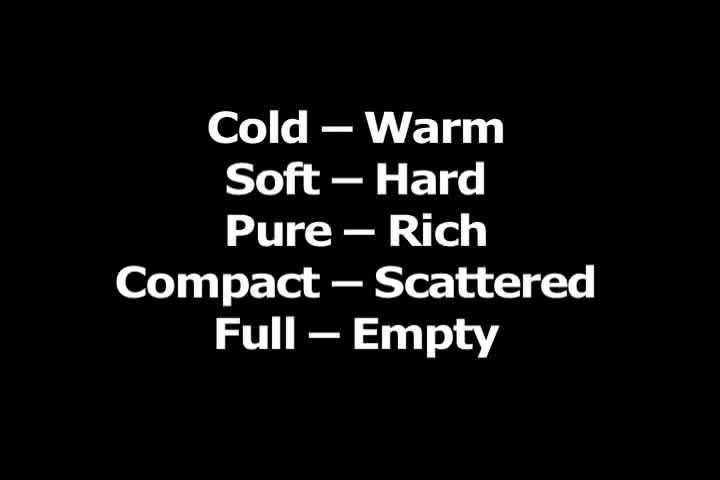 Cold – Warm
Soft – Hard
Pure – Rich
Compact – Scattered
Full – Empty